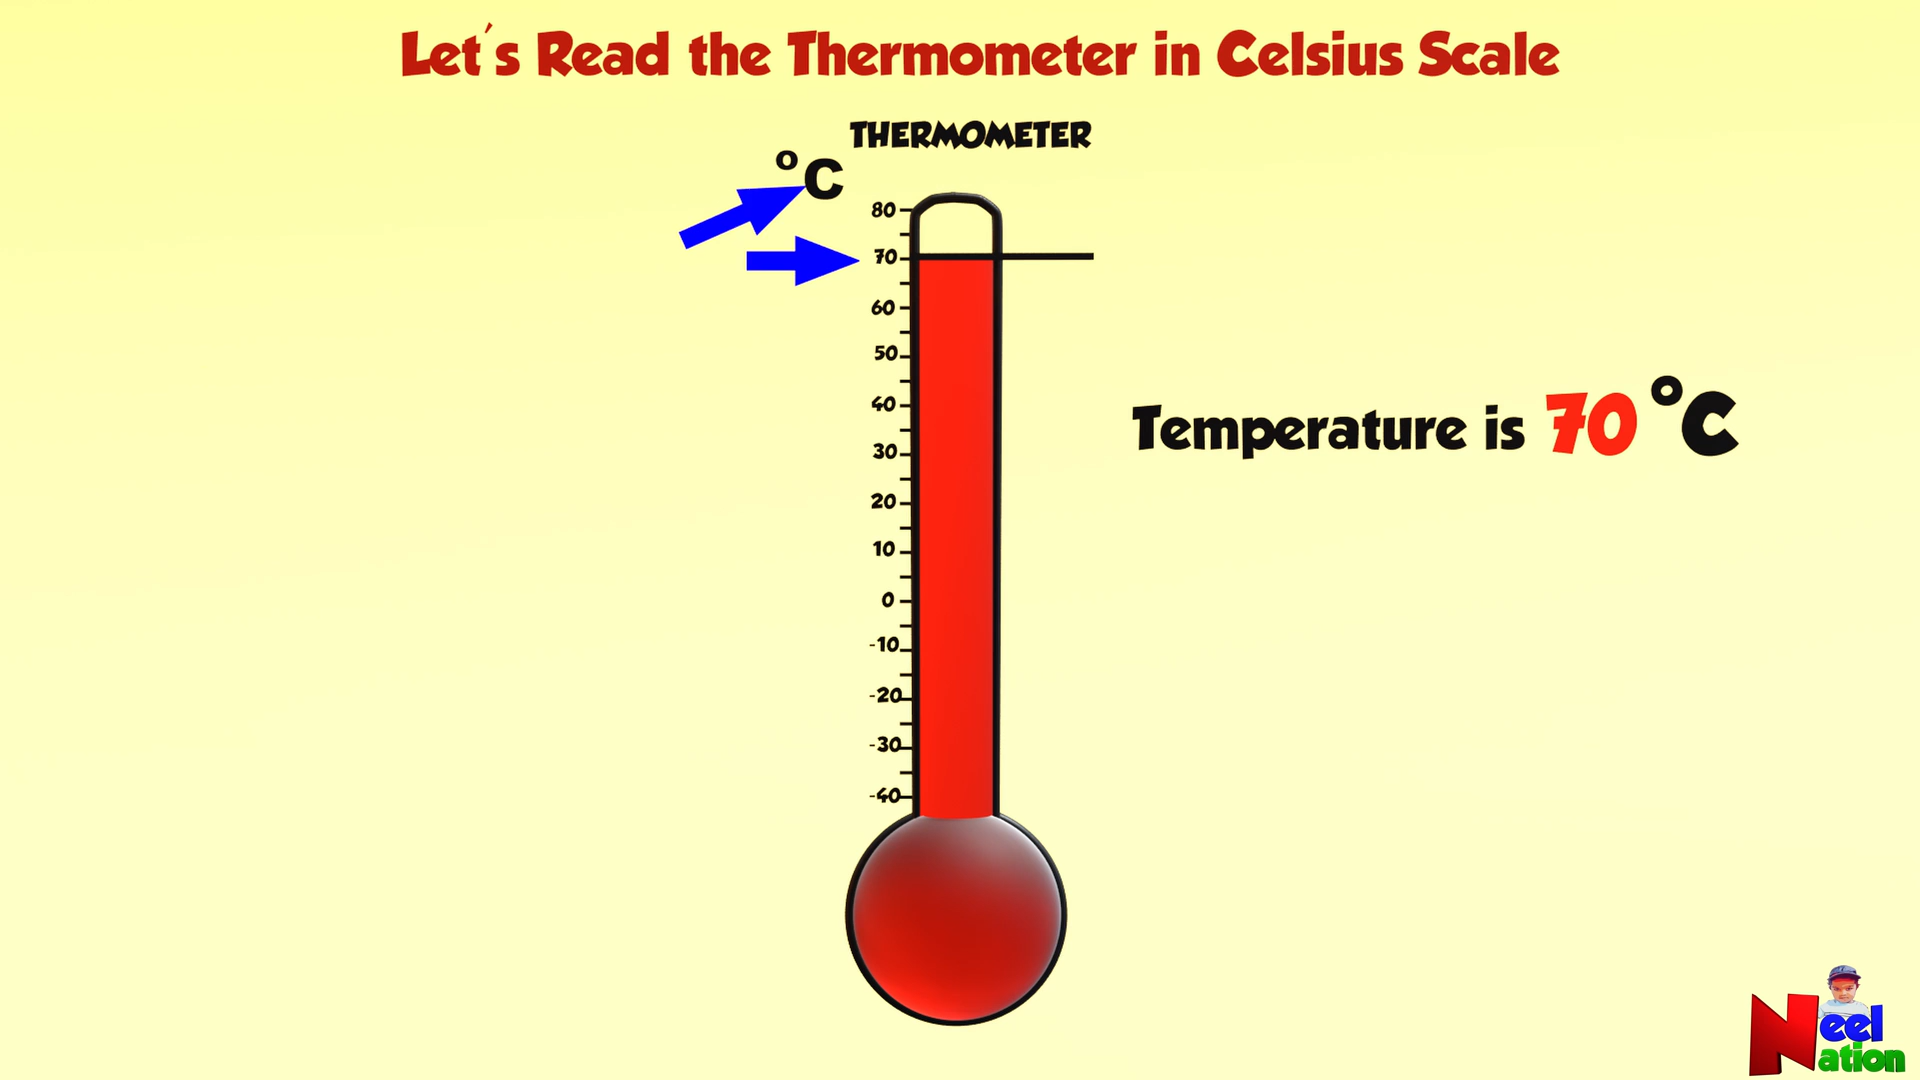 Let's Read the Thermometer in Celsius Scale
THERMOMETER
°C
80
70
60
50
40
30
20
10
0
-10
-20
-30
-40
Temperature is 70 °C
Neel
Nation